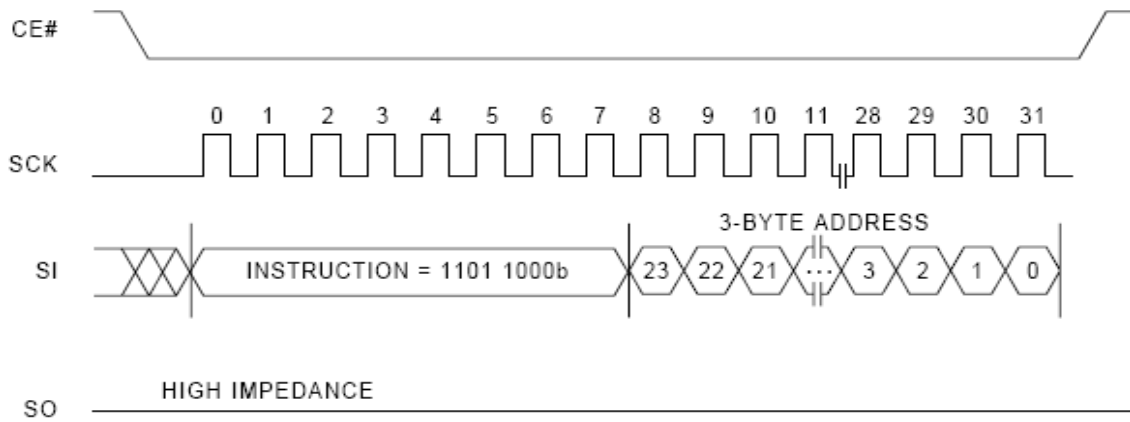 CE#
0 1 2 3 4 5 6 7 8 9 10 11 28 29 30 31
SCK
3-BYTE ADDRESS
SI INSTRUCTION = 1101 1000b 23 22 21 ... 3 2 1 0
HIGH IMPEDANCE
SO